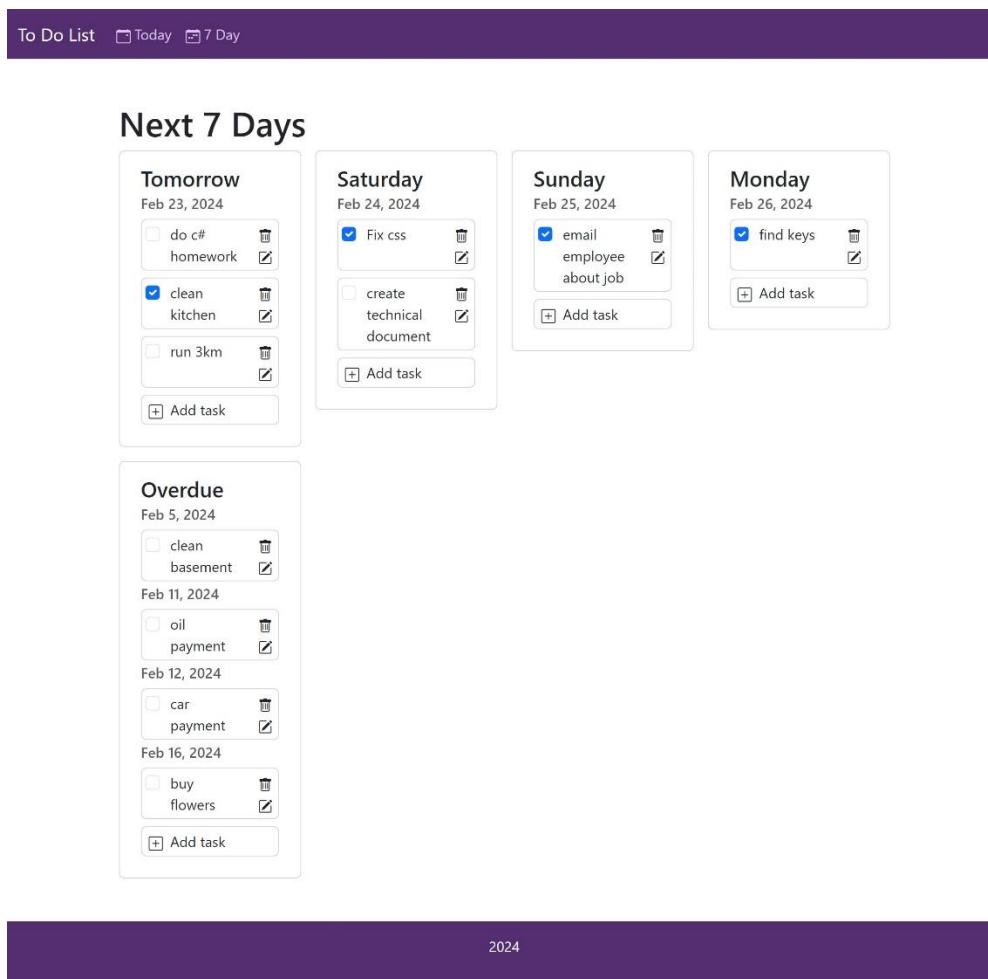 To Do List Today 7 Day
Next 7 Days
Tomorrow
Feb 23, 2024
do c#
homework
clean
kitchen
run 3km
Add task
Saturday
Feb 24, 2024
Fix css
create
technical
document
Add task
Sunday
Feb 25, 2024
email
employee
about job
Add task
Monday
Feb 26, 2024
find keys
Add task
Overdue
Feb 5, 2024
clean
basement
Feb 11, 2024
oil
payment
Feb 12, 2024
car
payment
Feb 16, 2024
buy
flowers
Add task
2024